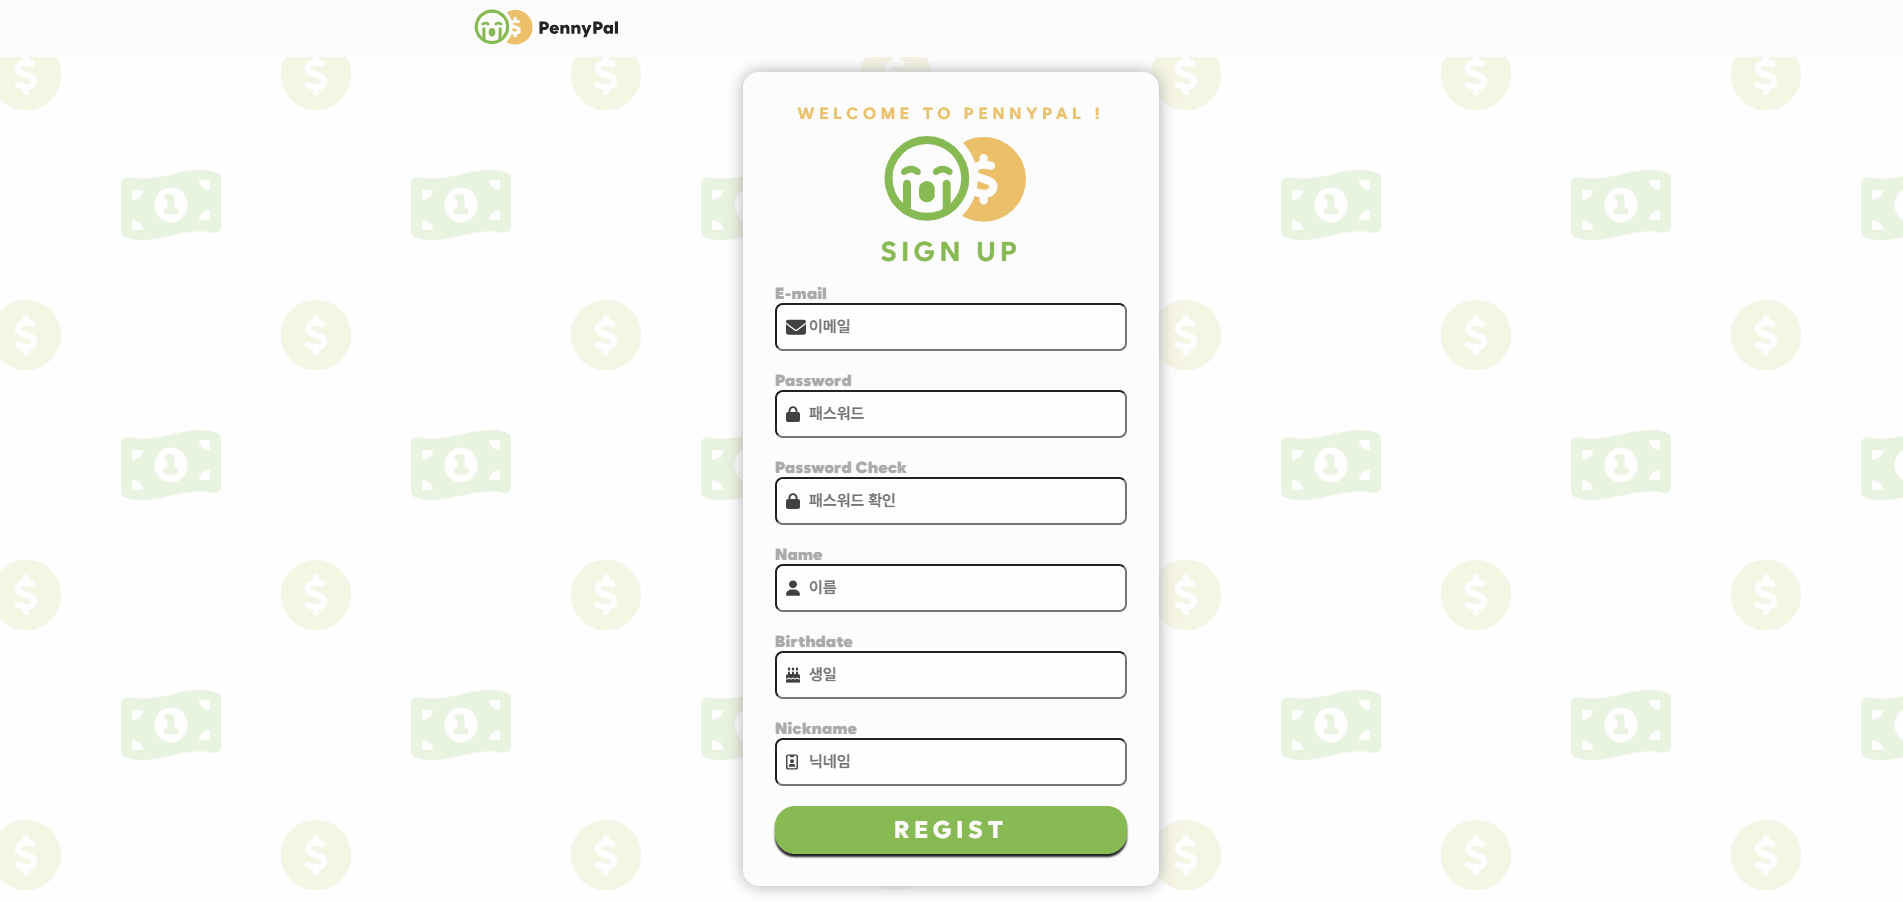 PennyPal
WELCOME TO PENNYPAL !
SIGN UP
E-mail
이메일
Password
패스워드
Password Check
패스워드 확인
Name
이름
Birthdate
생일
Nickname
닉네임
REGIST